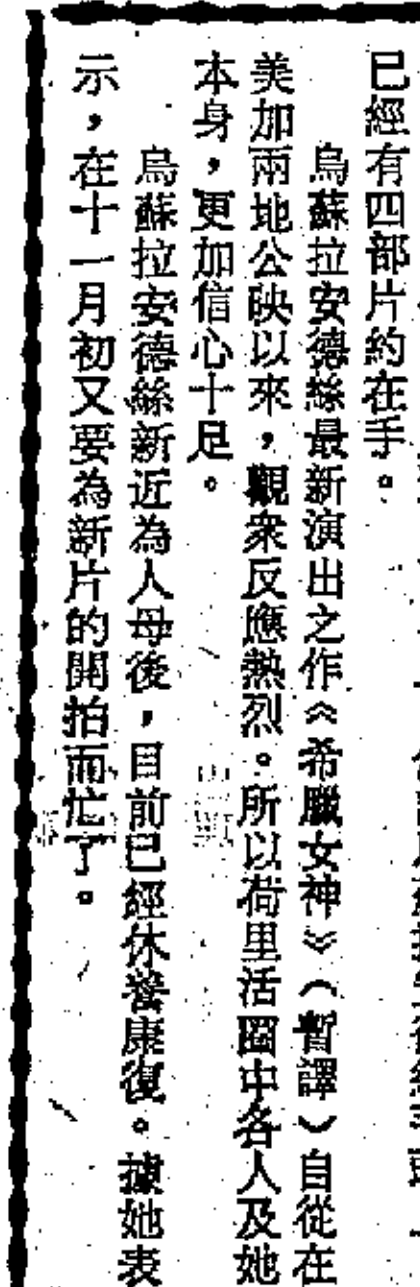 已經有四部片約在手。
烏蘇拉安德絲最新演出之作《希臘女神》（暫譯）自從在
美加兩地公映以來，觀衆反應熱烈。所以荷里活圈中各人及她
本身，更加信心十足。
烏蘇拉安德絲新近為人母後，目前已經休養康復。據她表
示，在十一月初又要為新片的開拍而忙了。